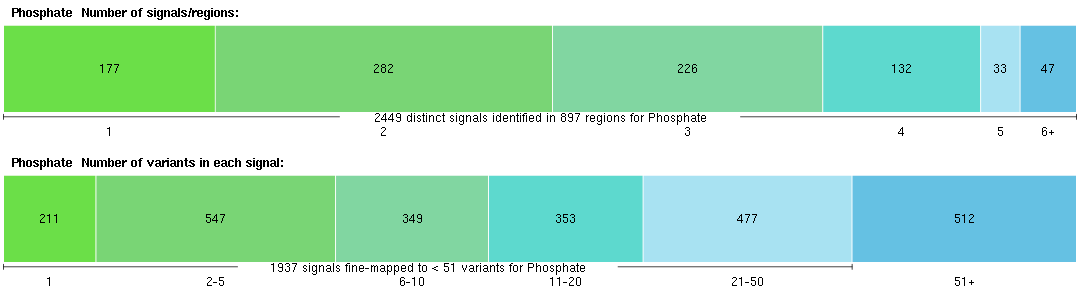 Phosphate Number of signals/regions:
177 282 226 132 33 47
2449 distinct signals identified in 897 regions for Phosphate
1 2 3 4 5 6+
Phosphate Number of variants in each signal:
211 547 349 353 477 512
1937 signals fine-mapped to < 51 variants for Phosphate
1 2-5 6-10 11-20 21-50 51+